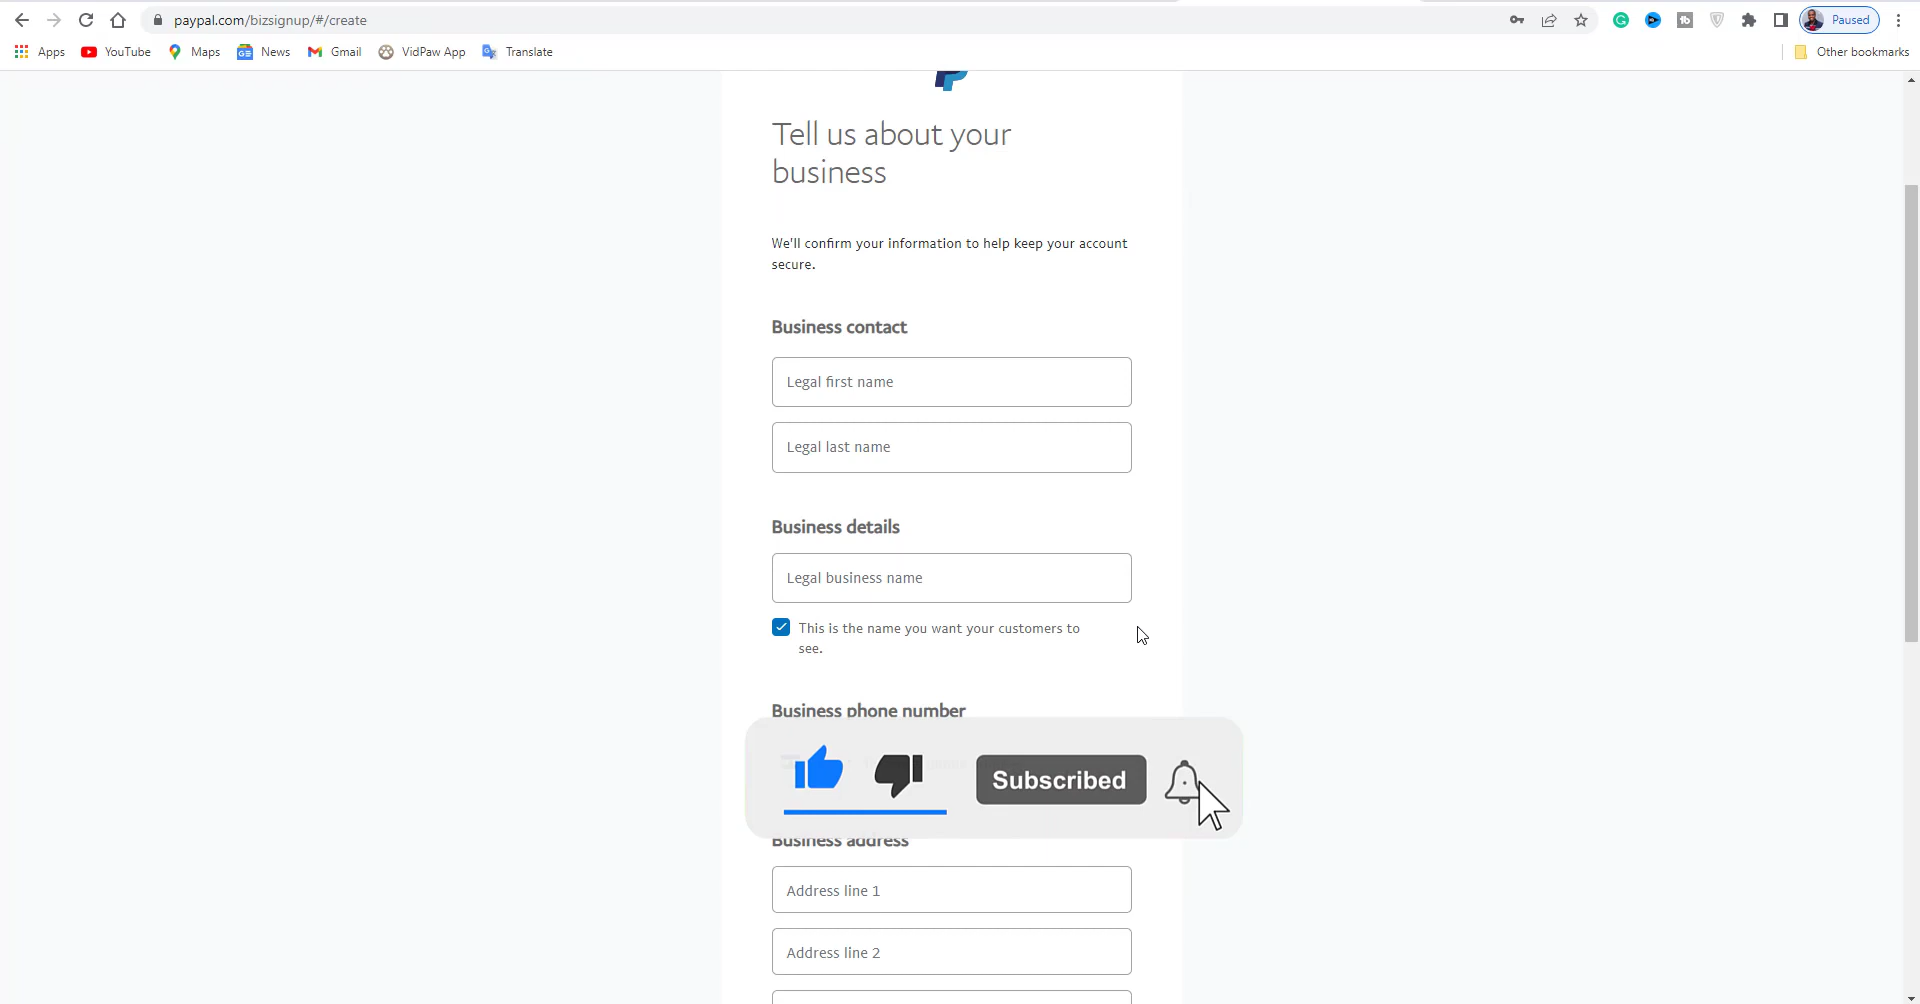 paypal.com/bizsignup/#/create
Paused
Apps YouTube Maps News Gmail VidPaw App Translate Other bookmarks
Tell us about your
business
We'll confirm your information to help keep your account
secure.
Business contact
Legal first name
Legal last name
Business details
Legal business name
This is the name you want your customers to
see.
Business phone number
Subscribed
Business address
Address line 1
Address line 2